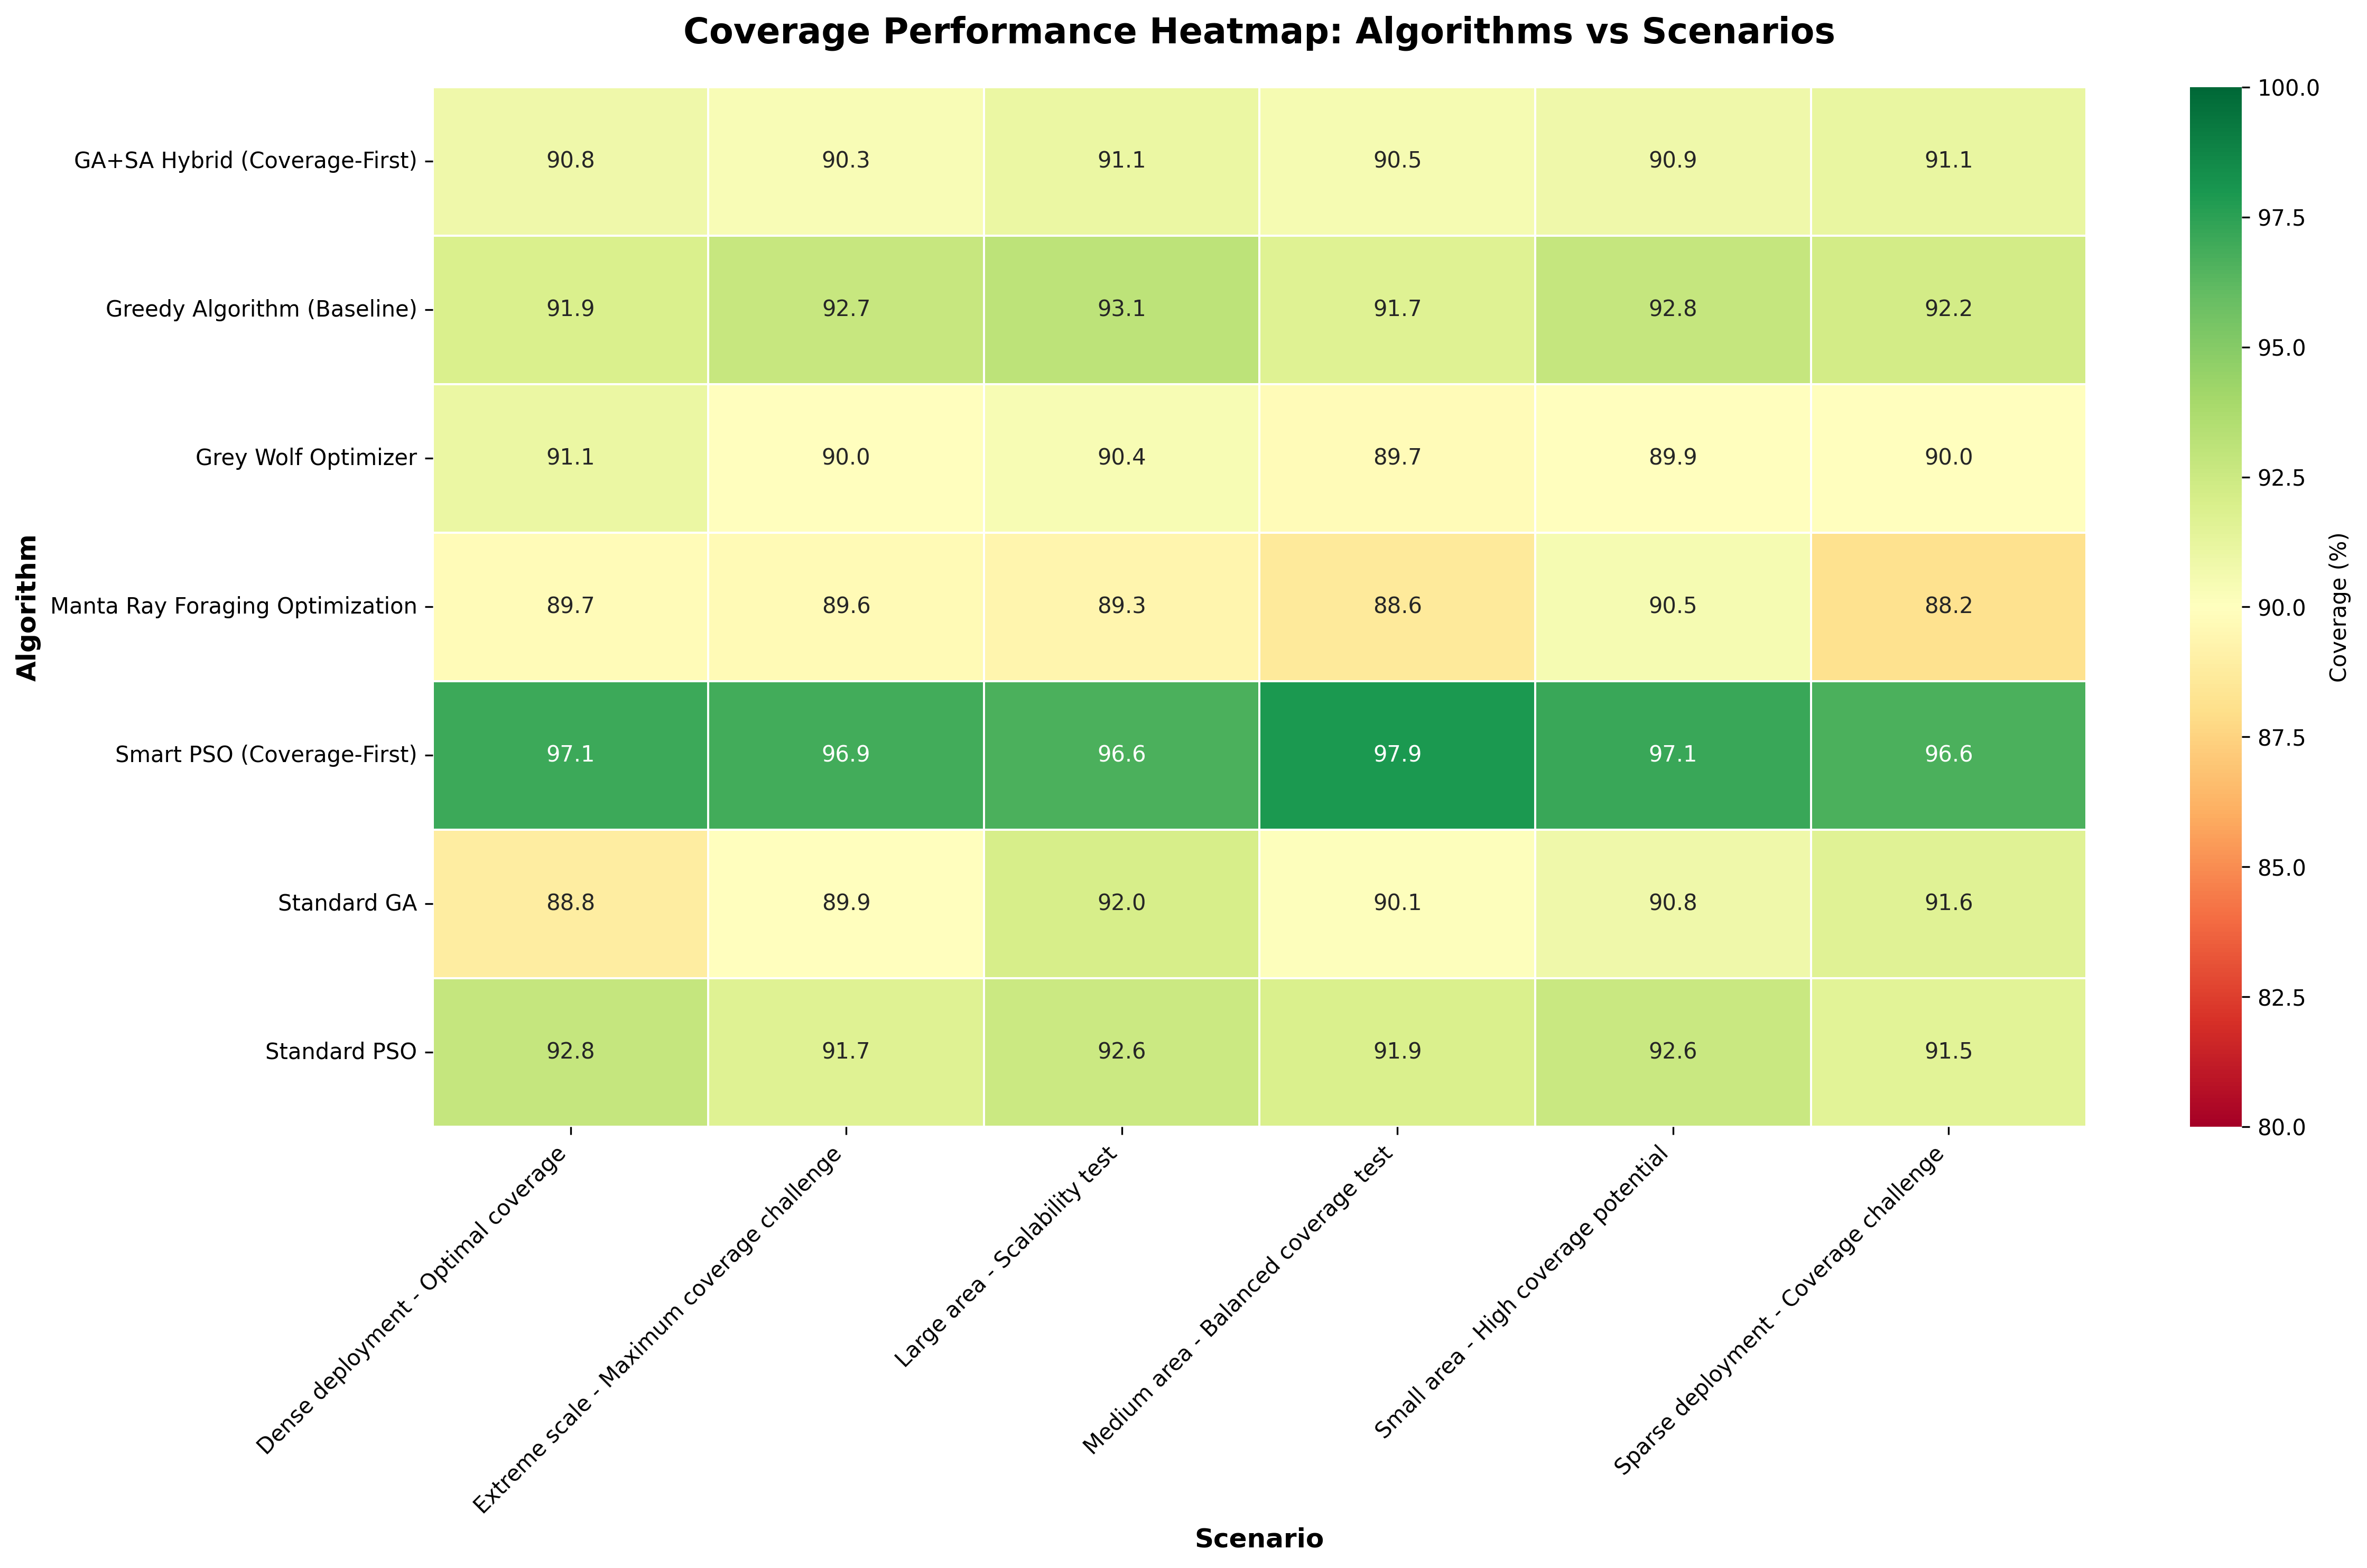 Coverage Performance Heatmap: Algorithms vs Scenarios
Algorithm
GA+SA Hybrid (Coverage-First) 90.8 90.3 91.1 90.5 90.9 91.1
Greedy Algorithm (Baseline) 91.9 92.7 93.1 91.7 92.8 92.2
Grey Wolf Optimizer 91.1 90.0 90.4 89.7 89.9 90.0
Manta Ray Foraging Optimization 89.7 89.6 89.3 88.6 90.5 88.2
Smart PSO (Coverage-First) 97.1 96.9 96.6 97.9 97.1 96.6
Standard GA 88.8 89.9 92.0 90.1 90.8 91.6
Standard PSO 92.8 91.7 92.6 91.9 92.6 91.5
Dense deployment - Optimal coverage
Extreme scale - Maximum coverage challenge
Large area - Scalability test
Medium area - Balanced coverage test
Small area - High coverage potential
Sparse deployment - Coverage challenge
Scenario
100.0
97.5
95.0
92.5
90.0
87.5
85.0
82.5
80.0
Coverage (%)